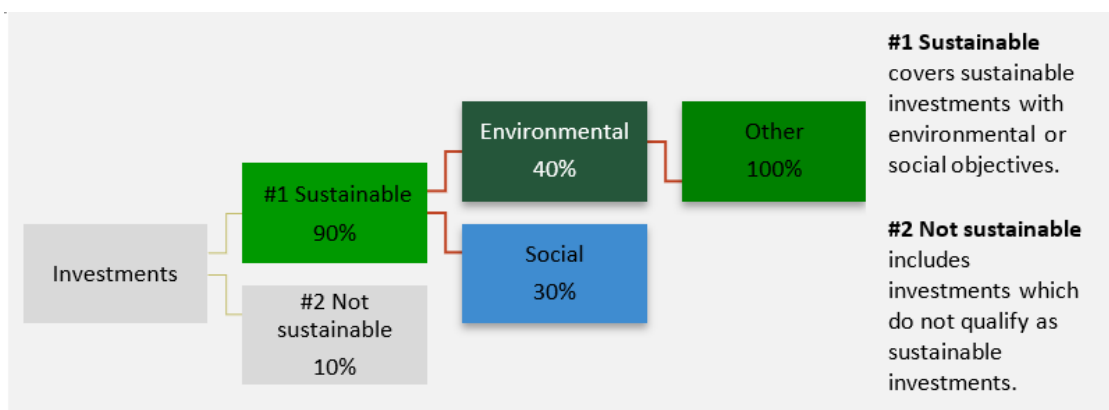 Investments
#1 Sustainable
90%
#2 Not
sustainable
10%
Environmental
40%
Social
30%
Other
100%
#1 Sustainable
covers sustainable
investments with
environmental or
social objectives.
#2 Not sustainable
includes
investments which
do not qualify as
sustainable
investments.